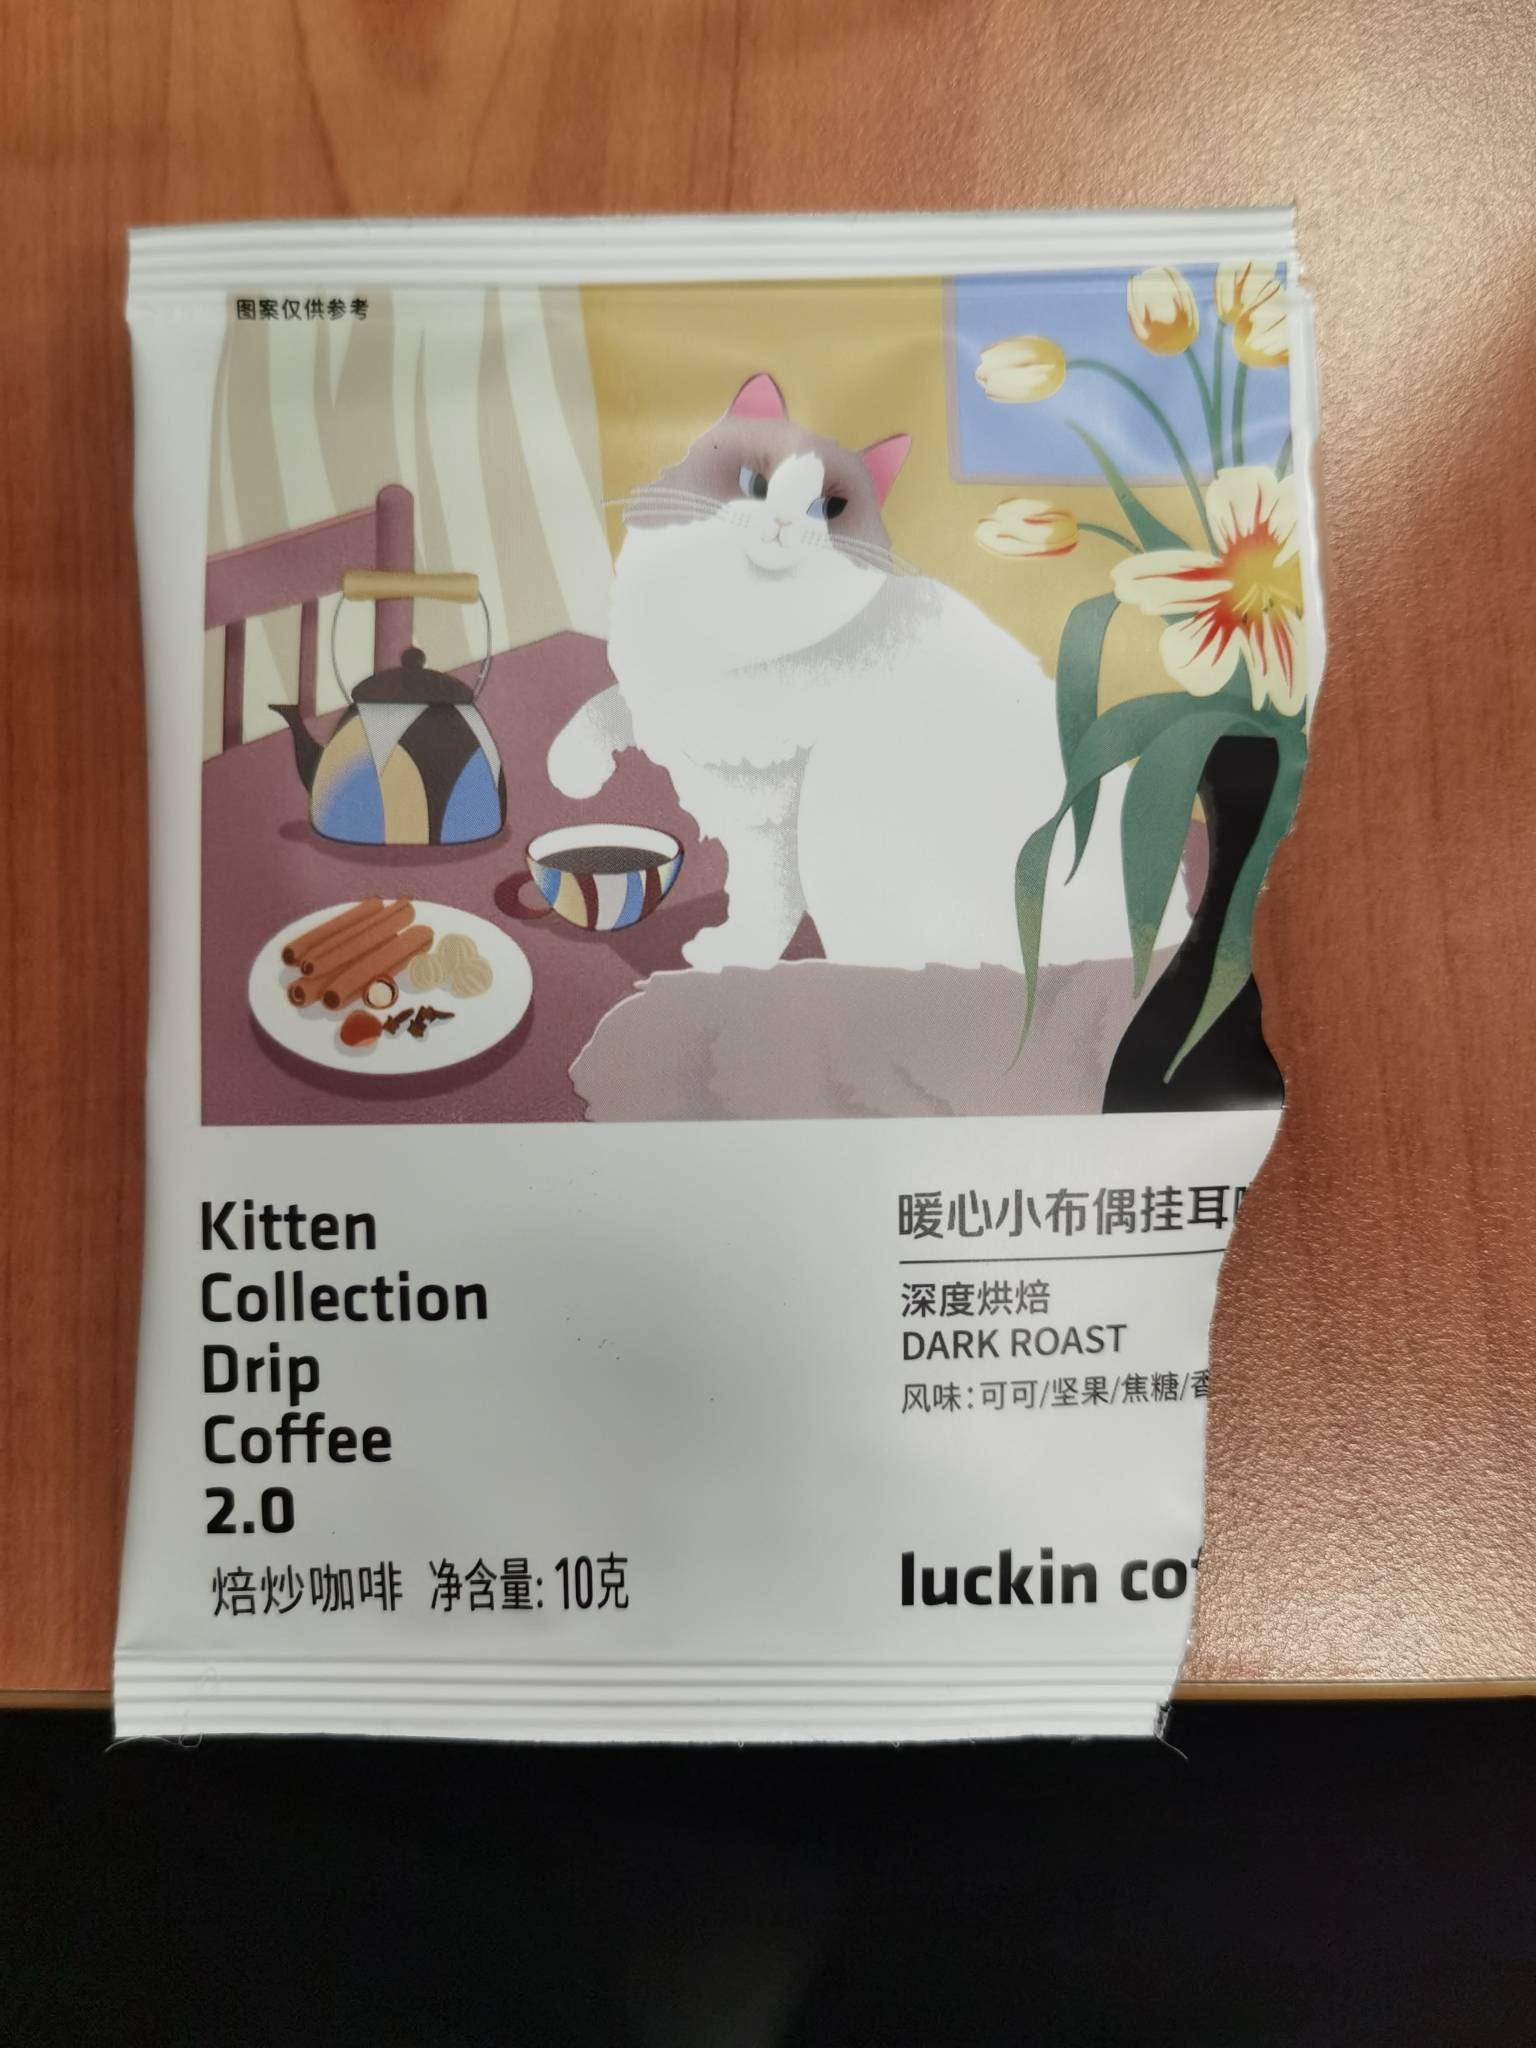 图案仅供参考
Kitten
Collection
Drip
Coffee
2.0
焙炒咖啡 净含量: 10克
暖心小布偶挂耳
深度烘焙
DARK ROAST
风味:可可/坚果/焦糖/
luckin